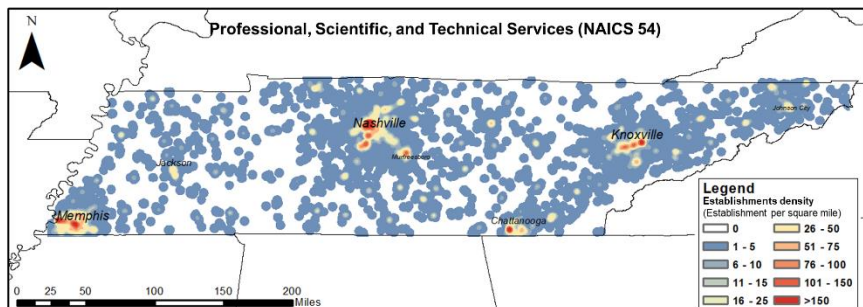 Professional, Scientific, and Technical Services (NAICS 54)
N
Nashville
Murfreesboro
Knoxville
Johnson City
Jackson
Memphis
Chattanooga
Legend
Establishments density
(Establishment per square mile)
0
1 - 5
6 - 10
11 - 15
16 - 25
26 - 50
51 - 75
76 - 100
101 - 150
>150
0 25 50 100 150 200
Miles